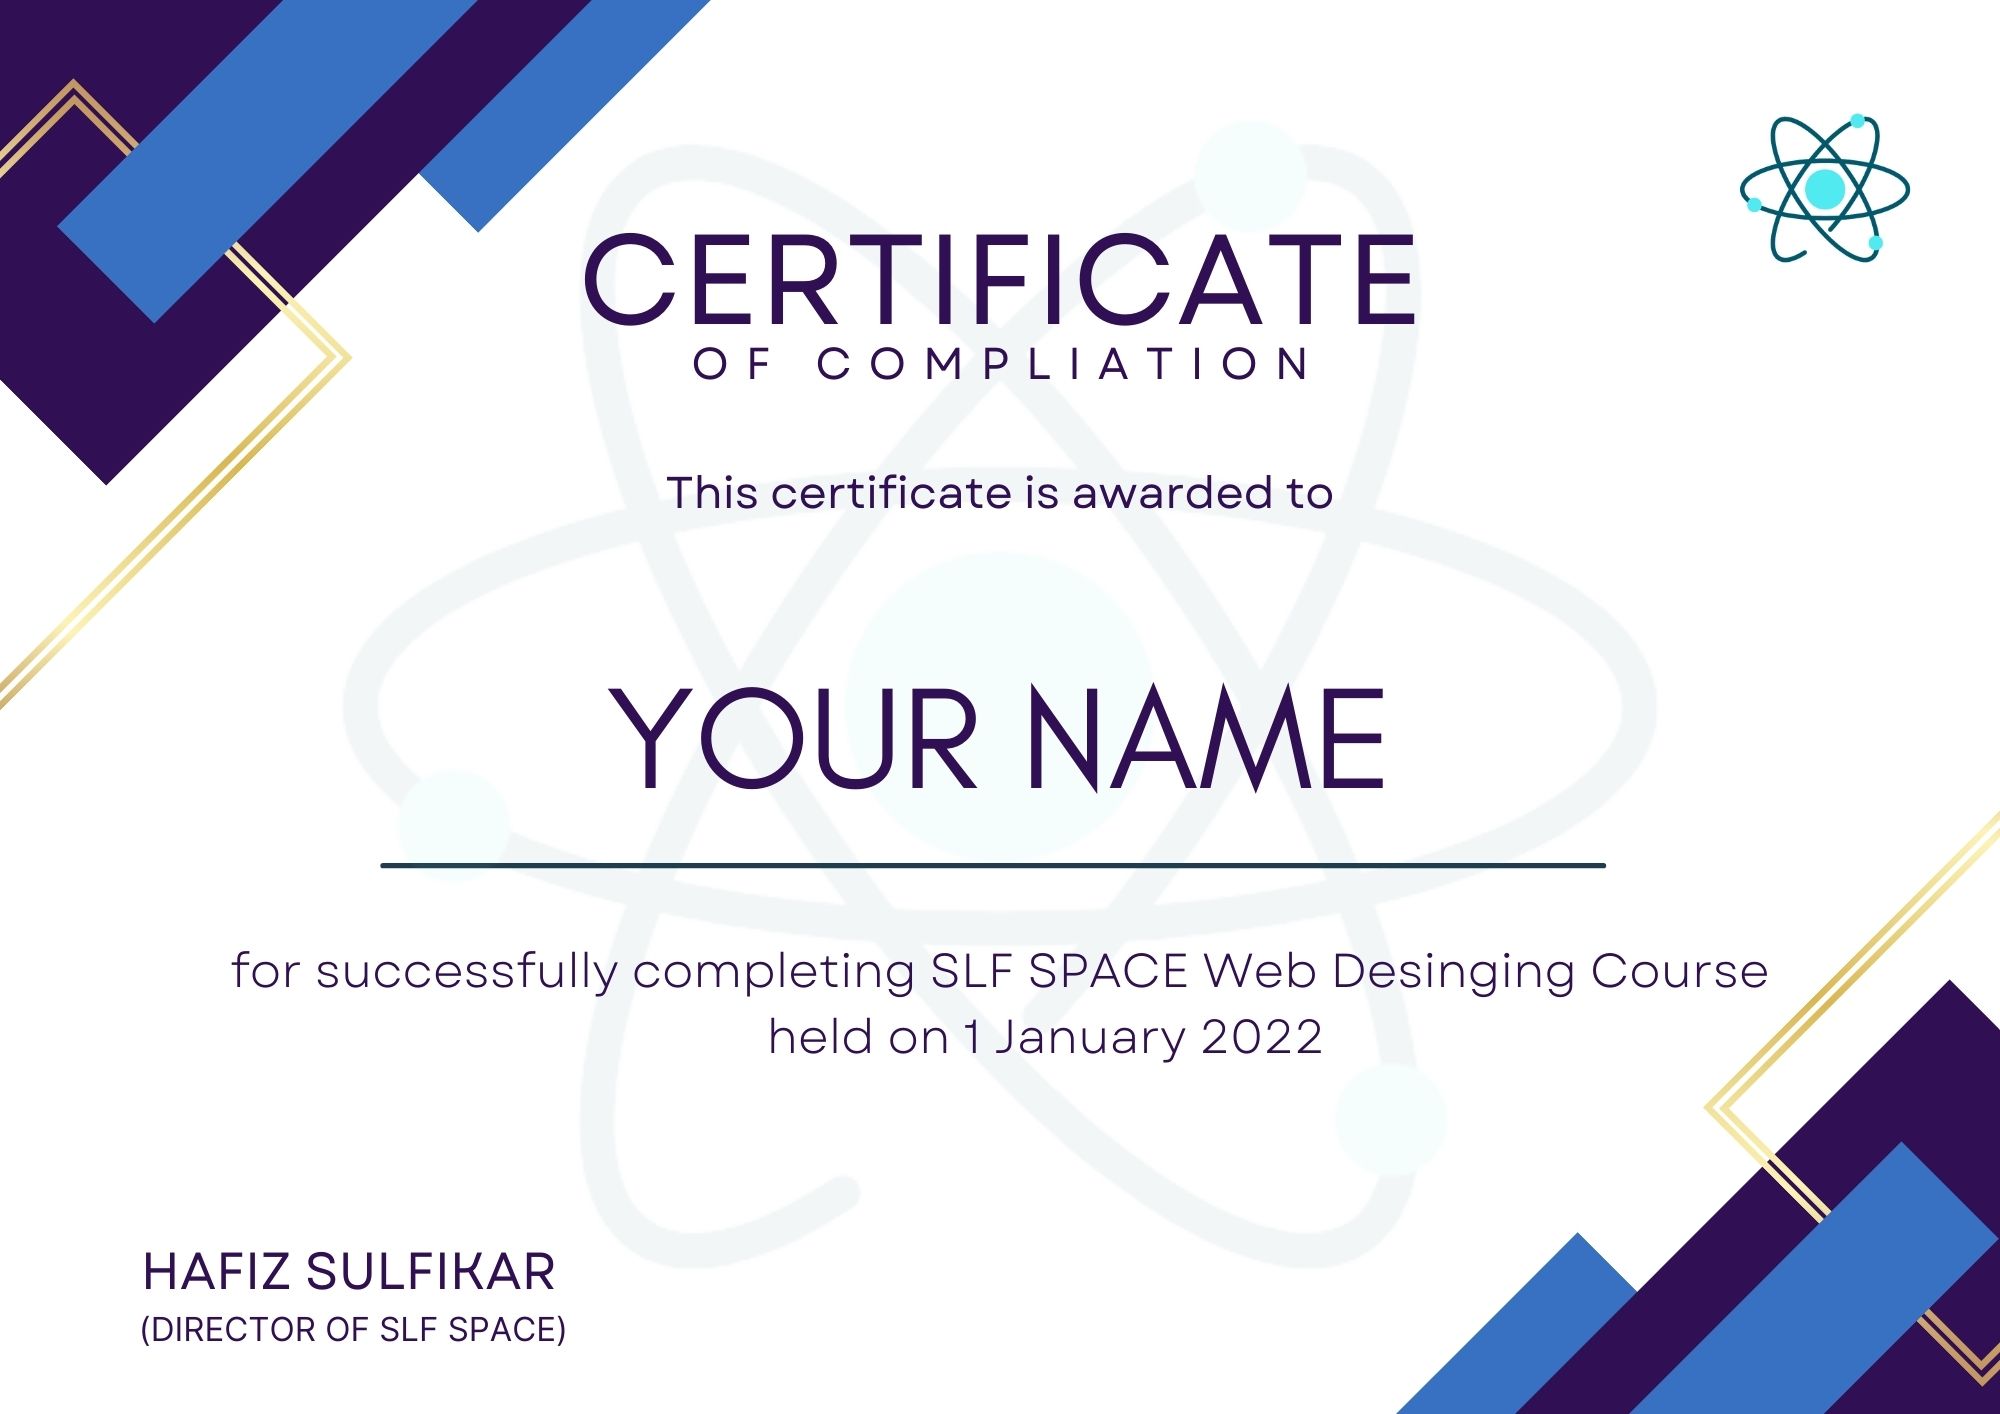 CERTIFICATE
OF COMPLIATION
This certificate is awarded to
YOUR NAME
for successfully completing SLF SPACE Web Desinging Course
held on 1 January 2022
HAFIZ SULFIKAR
(DIRECTOR OF SLF SPACE)